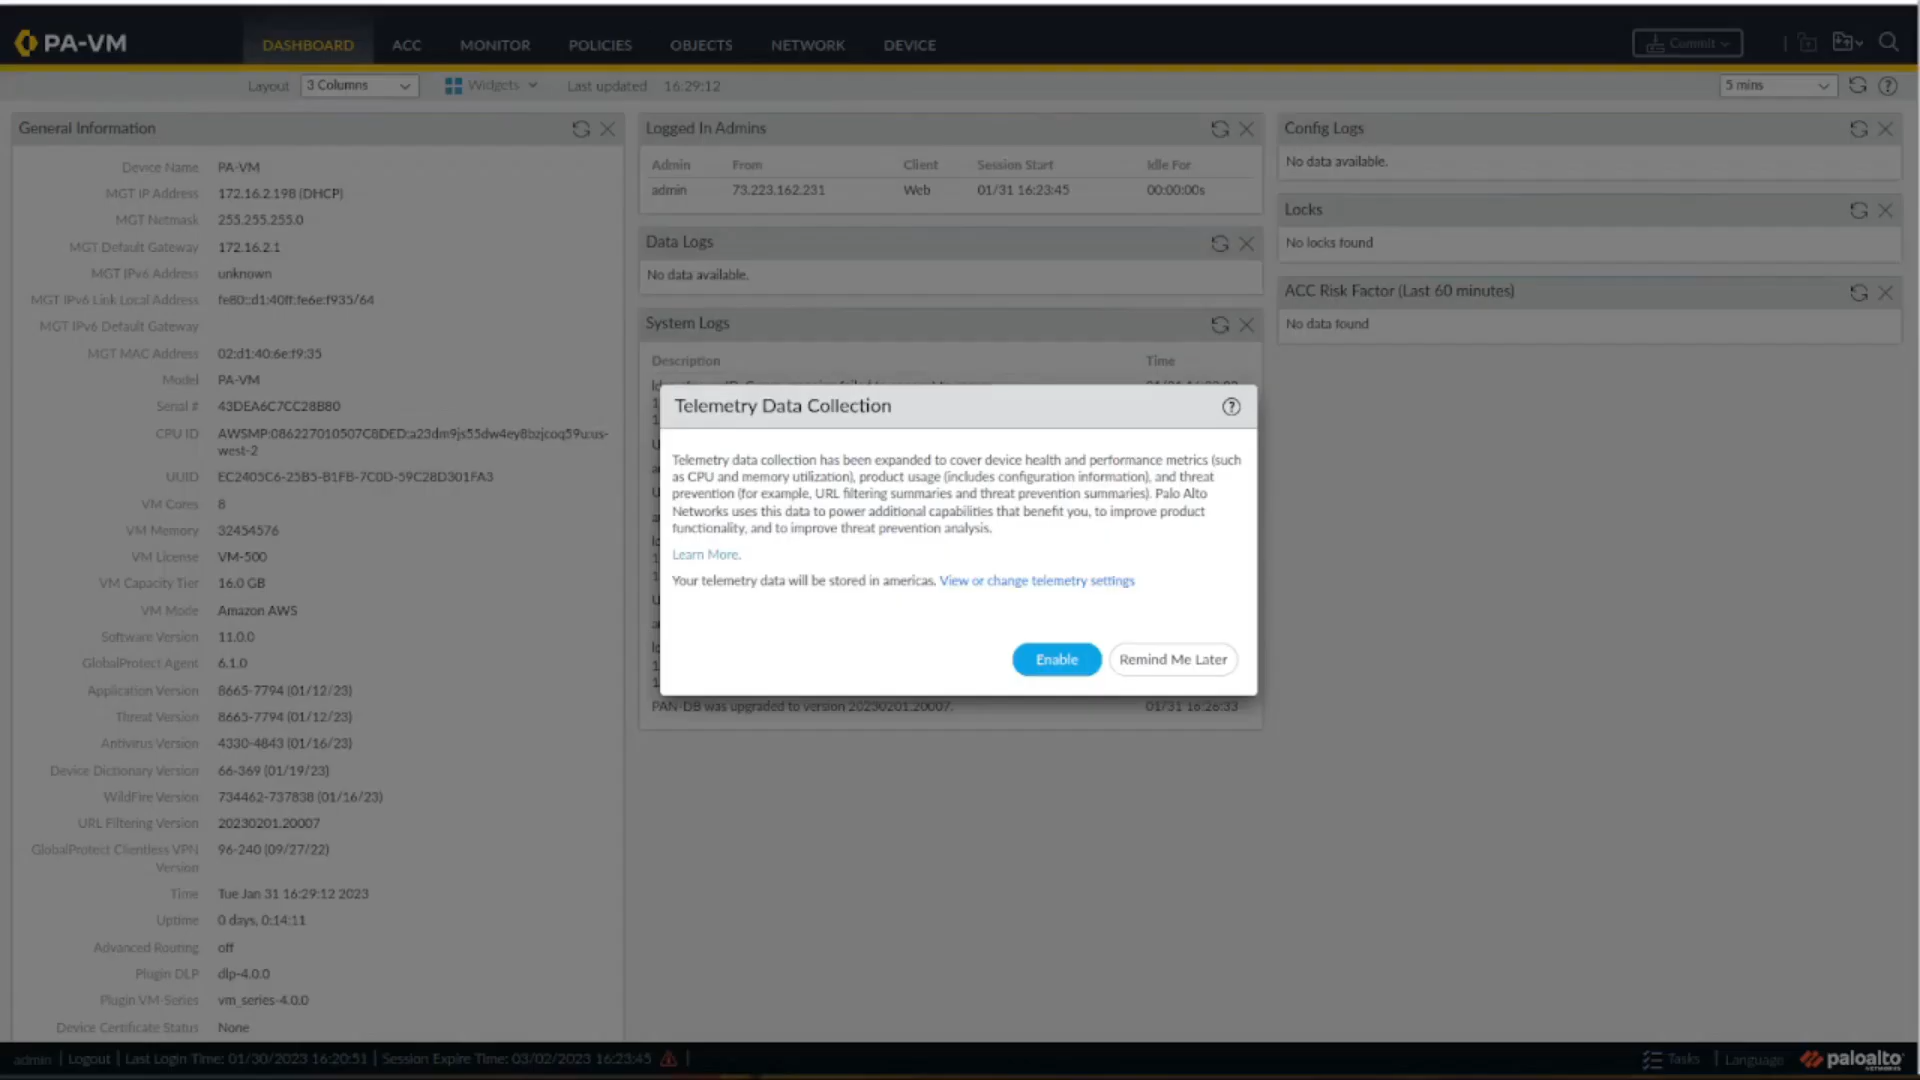 PA-VM
DASHBOARD ACC MONITOR POLICIES OBJECTS NETWORK DEVICE
Commit
Layout 3 Columns Widgets Last updated 16:29:12
5 mins
General Information
Device Name PA-VM
MGT IP Address 172.16.2.198 (DHCP)
MGT Netmask 255.255.255.0
MGT Default Gateway 172.16.2.1
MGT IPv6 Address unknown
MGT IPv6 Link Local Address fe80::d1:40ff:fe6e:f935/64
MGT IPv6 Default Gateway
MGT MAC Address 02:d1:40:6e:f9:35
Model PA-VM
Serial # 43DEA6C7CC28B80
CPU ID AWSMP:086227010507C8DED:a23dm9js55dw4ey8bzjcoq59u:us-
west-2
UUID EC2405C6-25B5-B1FB-7C0D-59C28D301FA3
VM Cores 8
VM Memory 32454576
VM License VM-500
VM Capacity Tier 16.0 GB
VM Mode Amazon AWS
Software Version 11.0.0
GlobalProtect Agent 6.1.0
Application Version 8665-7794 (01/12/23)
Threat Version 8665-7794 (01/12/23)
Antivirus Version 4330-4843 (01/16/23)
Device Dictionary Version 66-369 (01/19/23)
WildFire Version 734462-737838 (01/16/23)
URL Filtering Version 20230201.20007
GlobalProtect Clientless VPN
Version 96-240 (09/27/22)
Time Tue Jan 31 16:29:12 2023
Uptime 0 days, 0:14:11
Advanced Routing off
Plugin DLP dlp-4.0.0
Plugin VM-Series vm_series-4.0.0
Device Certificate Status None
Logged In Admins
Admin From Client Session Start Idle For
admin 73.223.162.231 Web 01/31 16:23:45 00:00:00s
Data Logs
No data available.
System Logs
Description Time
Telemetry Data Collection
Telemetry data collection has been expanded to cover device health and performance metrics (such
as CPU and memory utilization), product usage (includes configuration information), and threat
prevention (for example, URL filtering summaries and threat prevention summaries). Palo Alto
Networks uses this data to power additional capabilities that benefit you, to improve product
functionality, and to improve threat prevention analysis.
Learn More.
Your telemetry data will be stored in americas. View or change telemetry settings
Enable Remind Me Later
PAN-DB was upgraded to version 20230201.20007. 01/31 16:26:33
Config Logs
No data available.
Locks
No locks found
ACC Risk Factor (Last 60 minutes)
No data found
admin | Logout | Last Login Time: 01/30/2023 16:20:51 | Session Expire Time: 03/02/2023 16:23:45 |
Tasks | Language
paloalto
NETWORKS